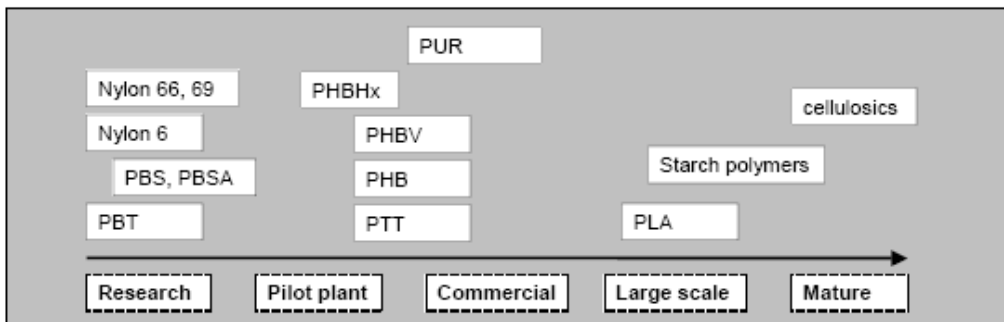 PUR
Nylon 66, 69
PHBHx
cellulosics
Nylon 6
PHBV
Starch polymers
PBS, PBSA
PHB
PBT
PTT
PLA
Research
Pilot plant
Commercial
Large scale
Mature